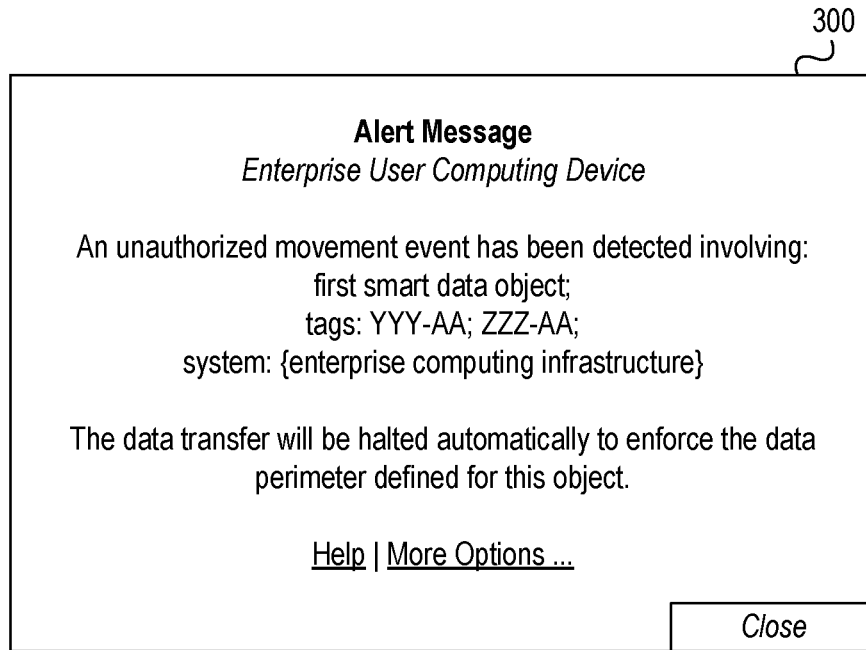 300
Alert Message
Enterprise User Computing Device
An unauthorized movement event has been detected involving:
first smart data object;
tags: YYY-AA; ZZZ-AA;
system: {enterprise computing infrastructure}
The data transfer will be halted automatically to enforce the data
perimeter defined for this object.
Help | More Options ...
Close